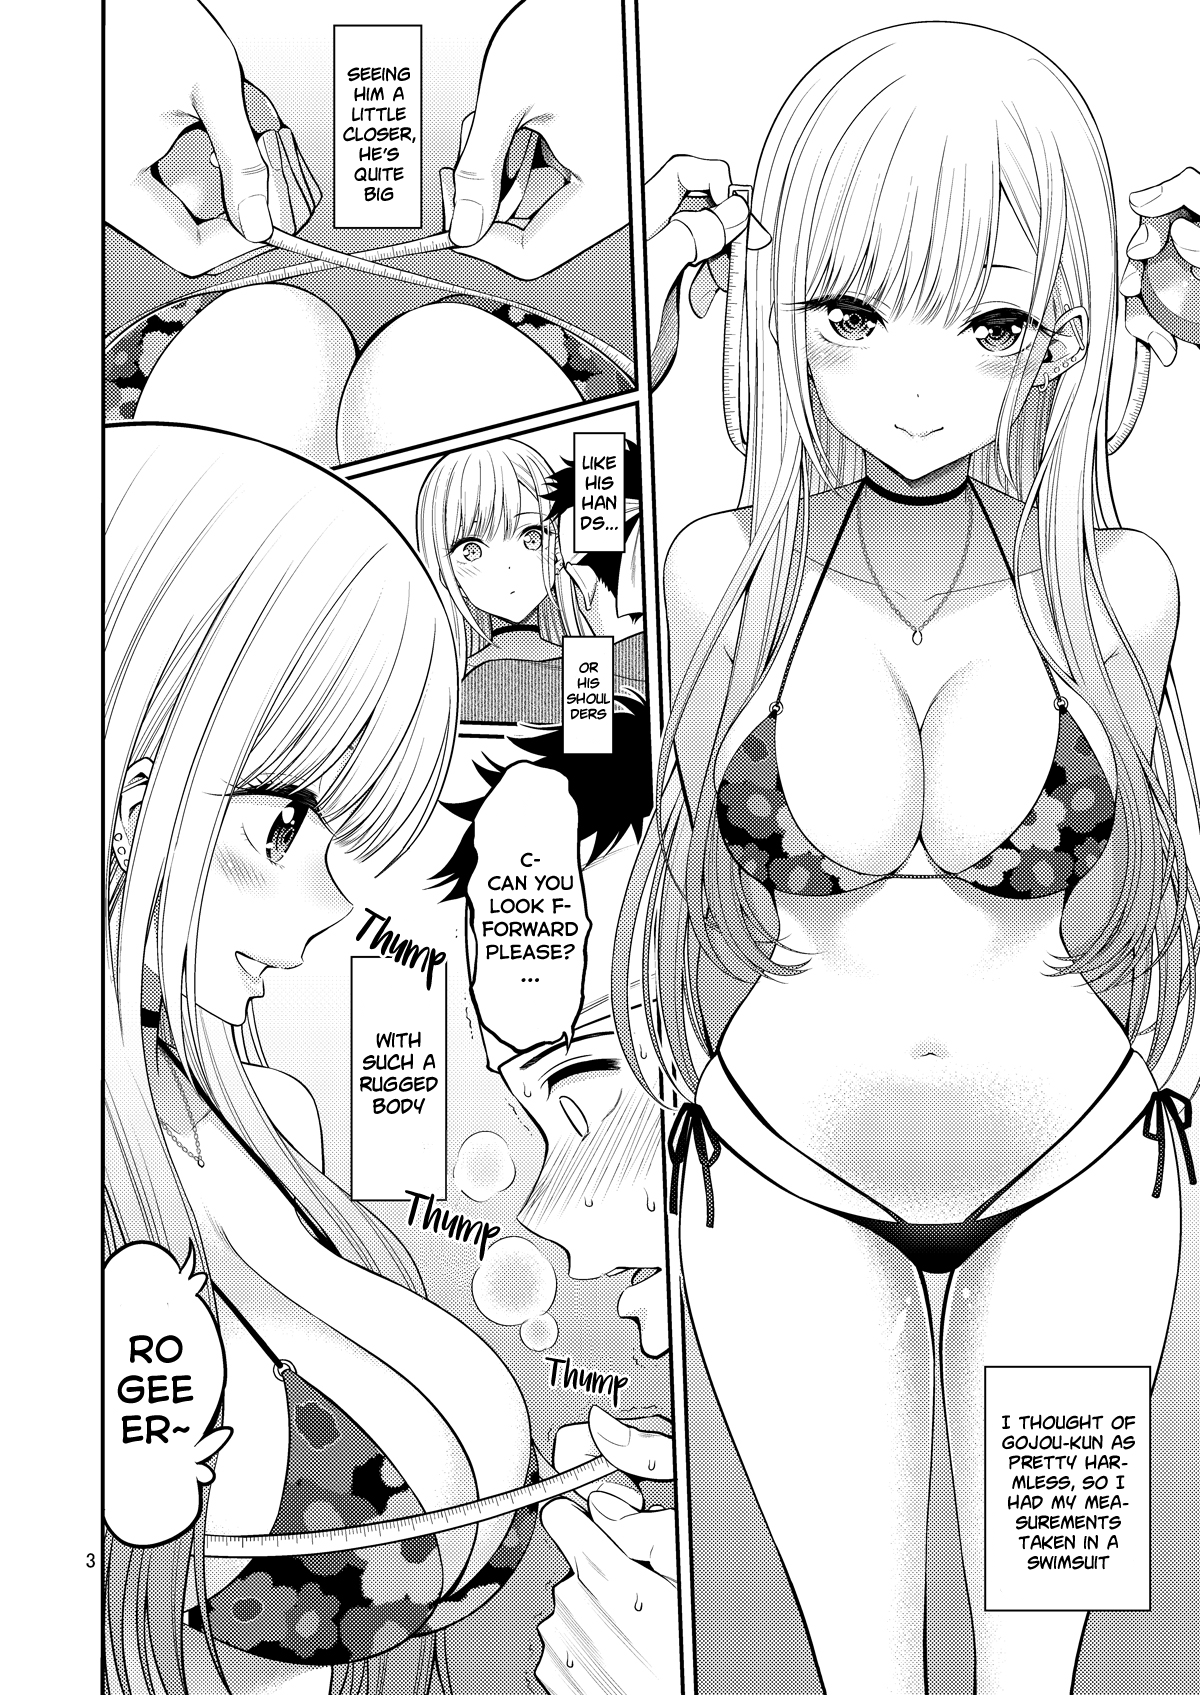 I THOUGHT OF
GOJOU-KUN AS
PRETTY HAR-
MLESS, SO I
HAD MY MEA-
SUREMENTS
TAKEN IN A
SWIMSUIT
SEEING
HIM A
LITTLE
CLOSER,
HE'S
QUITE
BIG
LIKE
HIS
HAN
DS...
OR
HIS
SHOUL
DERS
C-
CAN YOU
LOOK F-
FORWARD
PLEASE?
...
Thump
WITH
SUCH A
RUGGED
BODY
Thump
Thump
RO
GEE
ER~
3